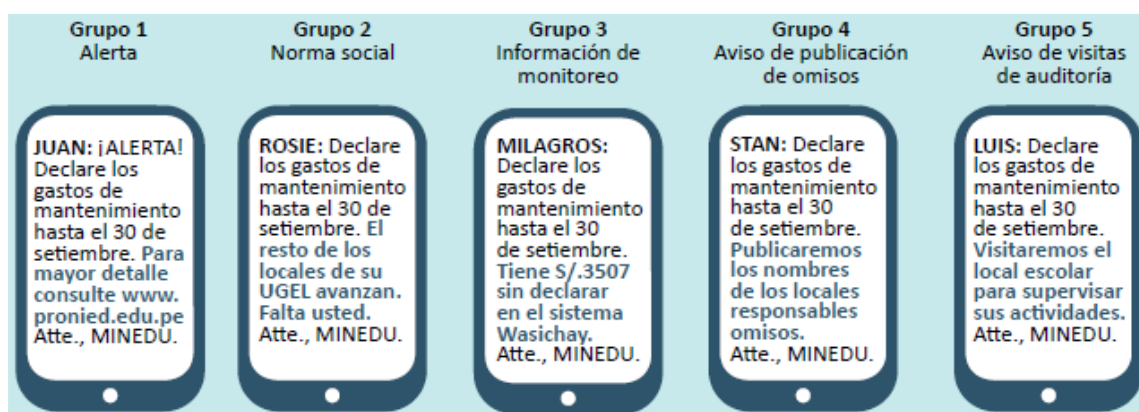 Grupo 1
Alerta
JUAN: ¡ALERTA!
Declare los
gastos de
mantenimiento
hasta el 30 de
setiembre. Para
mayor detalle
consulte www.
pronied.edu.pe
Atte., MINEDU.
Grupo 2
Norma social
ROSIE: Declare
los gastos de
mantenimiento
hasta el 30 de
setiembre. El
resto de los
locales de su
UGEL avanzan.
Falta usted.
Atte., MINEDU.
Grupo 3
Información de
monitoreo
MILAGROS:
Declare los
gastos de
mantenimiento
hasta el 30
de setiembre.
Tiene S/.3507
sin declarar
en el sistema
Wasichay.
Atte., MINEDU.
Grupo 4
Aviso de publicación
de omisos
STAN: Declare
los gastos de
mantenimiento
hasta el 30
de setiembre.
Publicaremos
los nombres
de los locales
responsables
omisos.
Atte., MINEDU.
Grupo 5
Aviso de visitas
de auditoría
LUIS: Declare
los gastos de
mantenimiento
hasta el 30
de setiembre.
Visitaremos el
local escolar
para supervisar
sus actividades.
Atte., MINEDU.